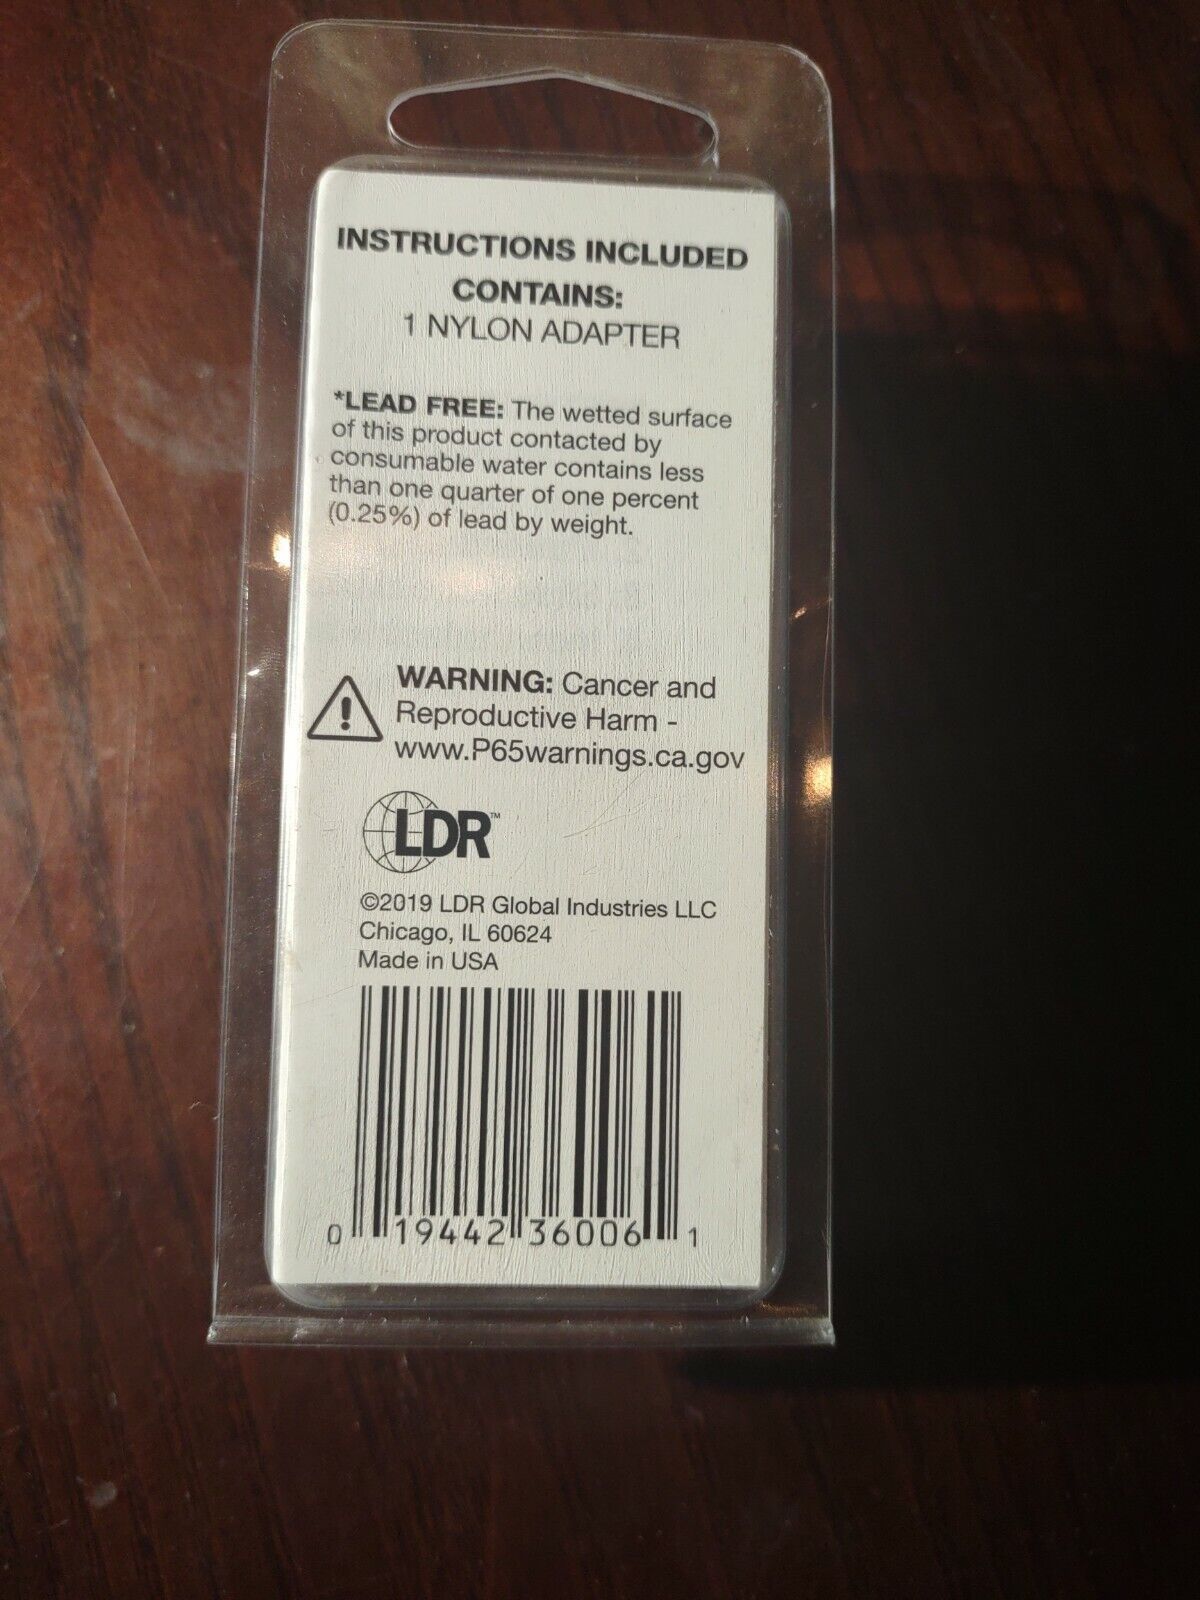 INSTRUCTIONS INCLUDED
CONTAINS:
1 NYLON ADAPTER
*LEAD FREE: The wetted surface
of this product contacted by
consumable water contains less
than one quarter of one percent
(0.25%) of lead by weight.
WARNING: Cancer and
Reproductive Harm -
www.P65warnings.ca.gov
LDR™
©2019 LDR Global Industries LLC
Chicago, IL 60624
Made in USA
0 19442 36006 1